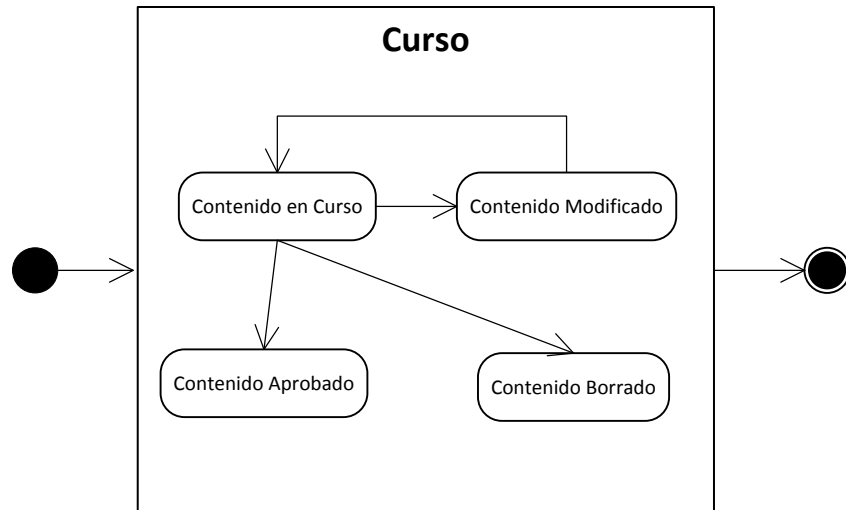 Curso
Contenido en Curso
Contenido Modificado
Contenido Aprobado
Contenido Borrado